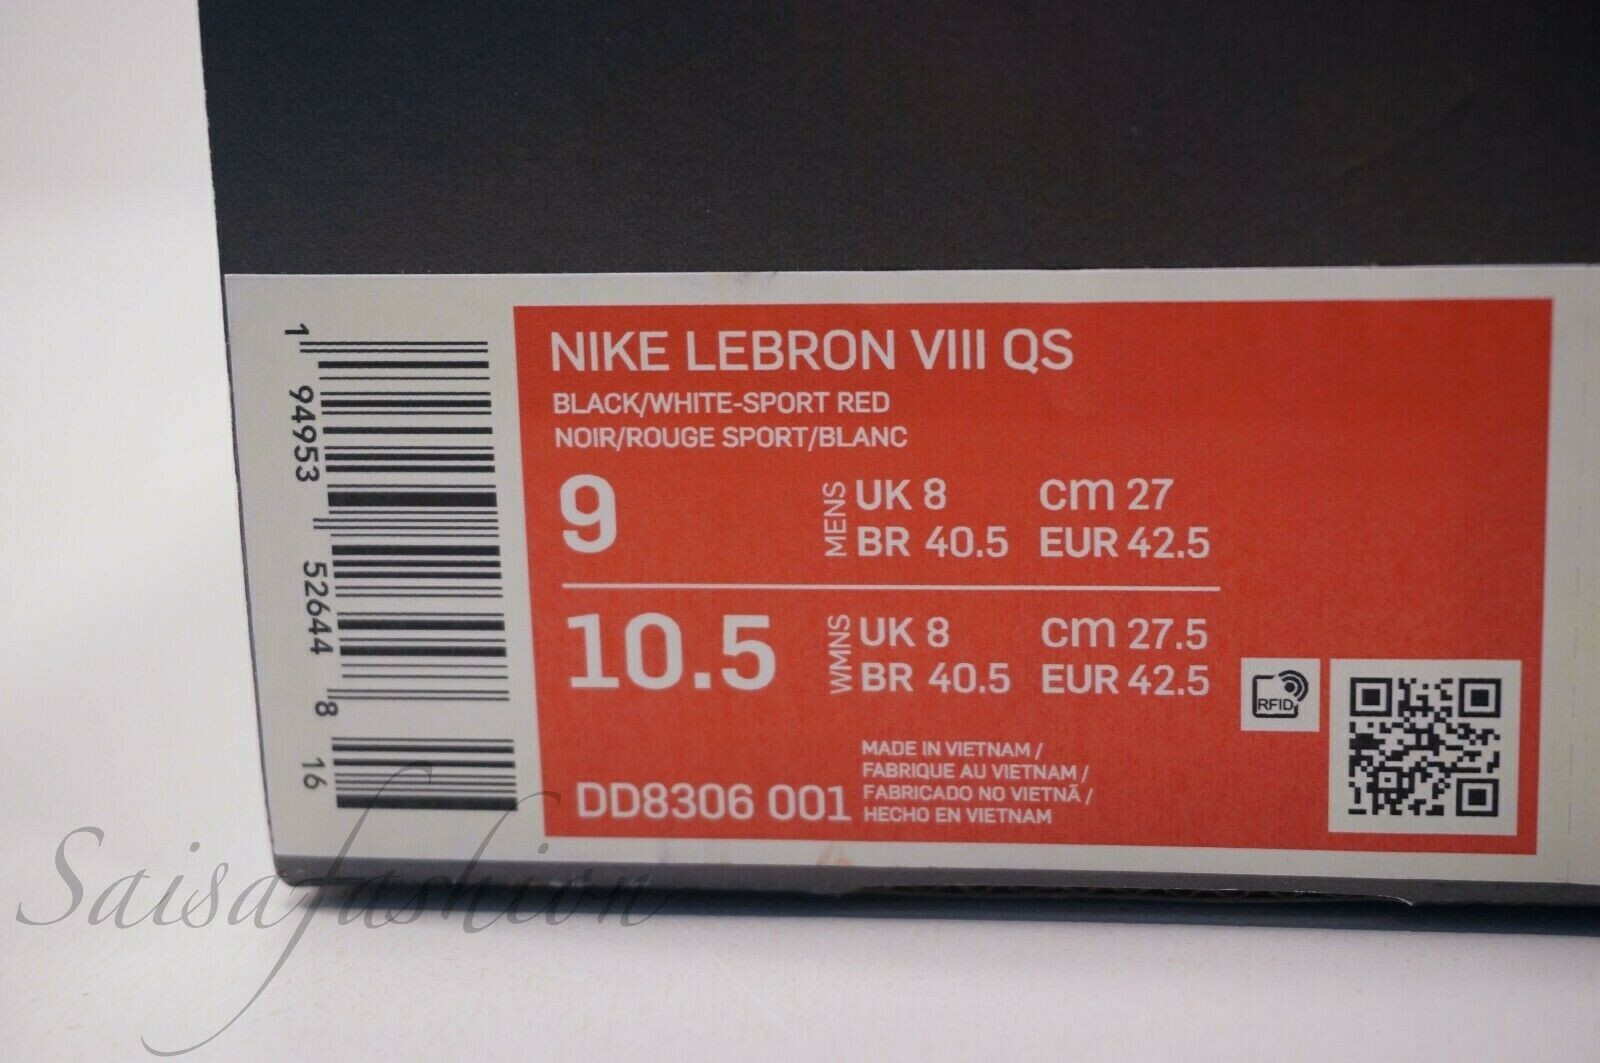 NIKE LEBRON VIII QS
BLACK/WHITE-SPORT RED
NOIR/ROUGE SPORT/BLANC
9 MENS UK 8 cm 27
BR 40.5 EUR 42.5
10.5 WMNS UK 8 cm 27.5
BR 40.5 EUR 42.5
RFID
MADE IN VIETNAM /
FABRIQUE AU VIETNAM /
FABRICADO NO VIETNÃ /
HECHO EN VIETNAM
DD8306 001
1 94953 52644 8 16
Saisafashion